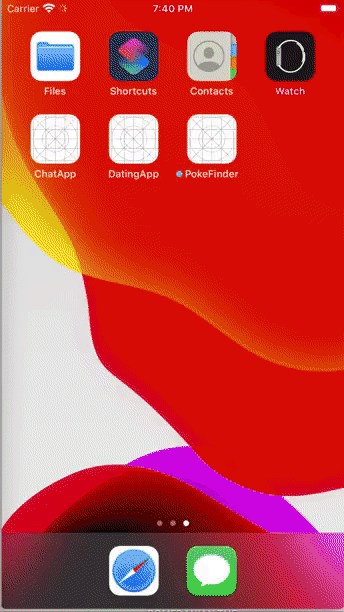 Carrier 7:40 PM
Files Shortcuts Contacts Watch
ChatApp DatingApp PokeFinder